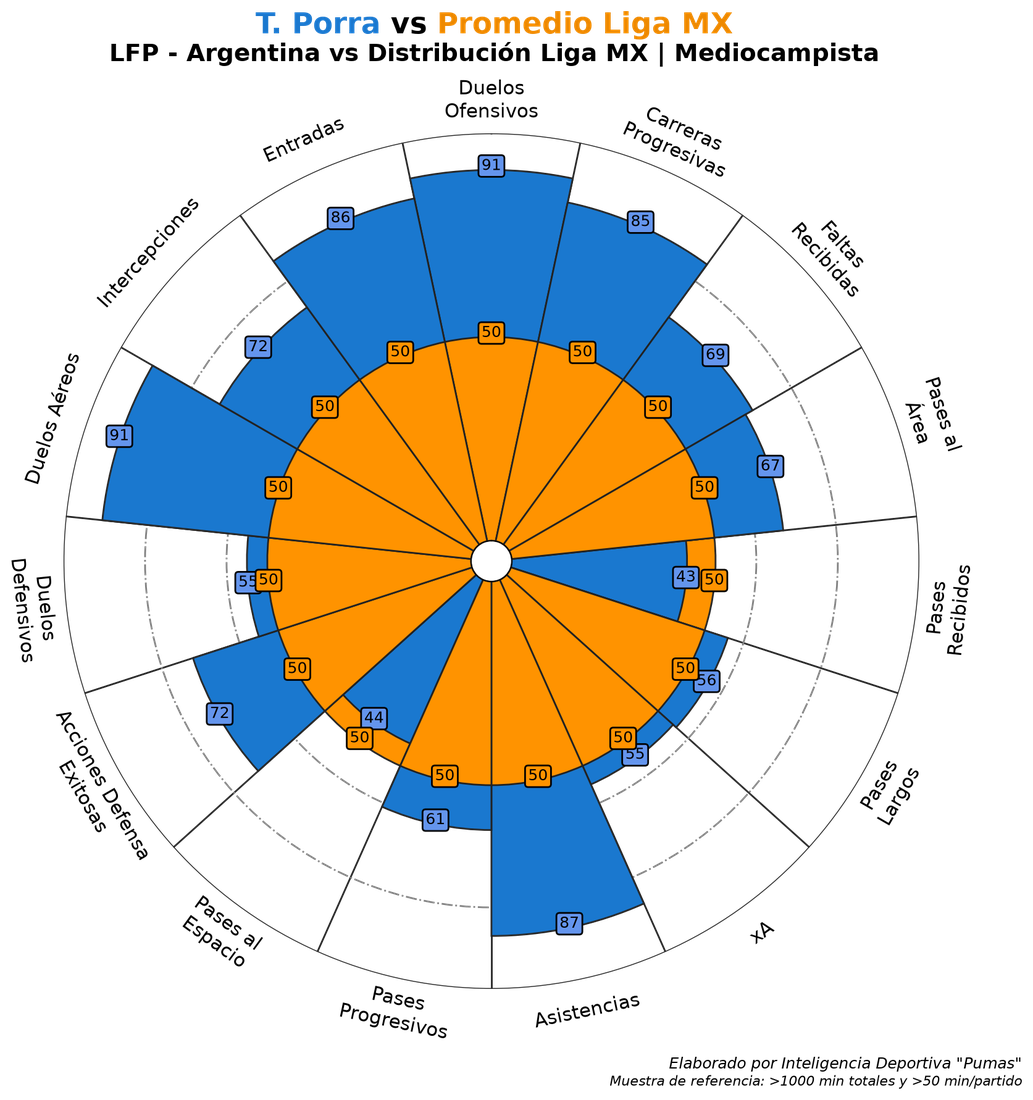 T. Porra vs Promedio Liga MX
LFP - Argentina vs Distribución Liga MX | Mediocampista
Duelos
Ofensivos
Carreras
Progresivas
Faltas
Recibidas
Pases al
Área
Pases
Recibidos
Pases
Largos
xA
Asistencias
Pases
Progresivos
Pases al
Espacio
Acciones Defensa
Exitosas
Duelos
Defensivos
Duelos Aéreos
Intercepciones
Entradas
91
50
85
50
69
50
67
50
43
50
56
50
55
50
87
50
61
50
44
50
72
50
55
50
91
50
72
50
86
50
Elaborado por Inteligencia Deportiva "Pumas"
Muestra de referencia: >1000 min totales y >50 min/partido